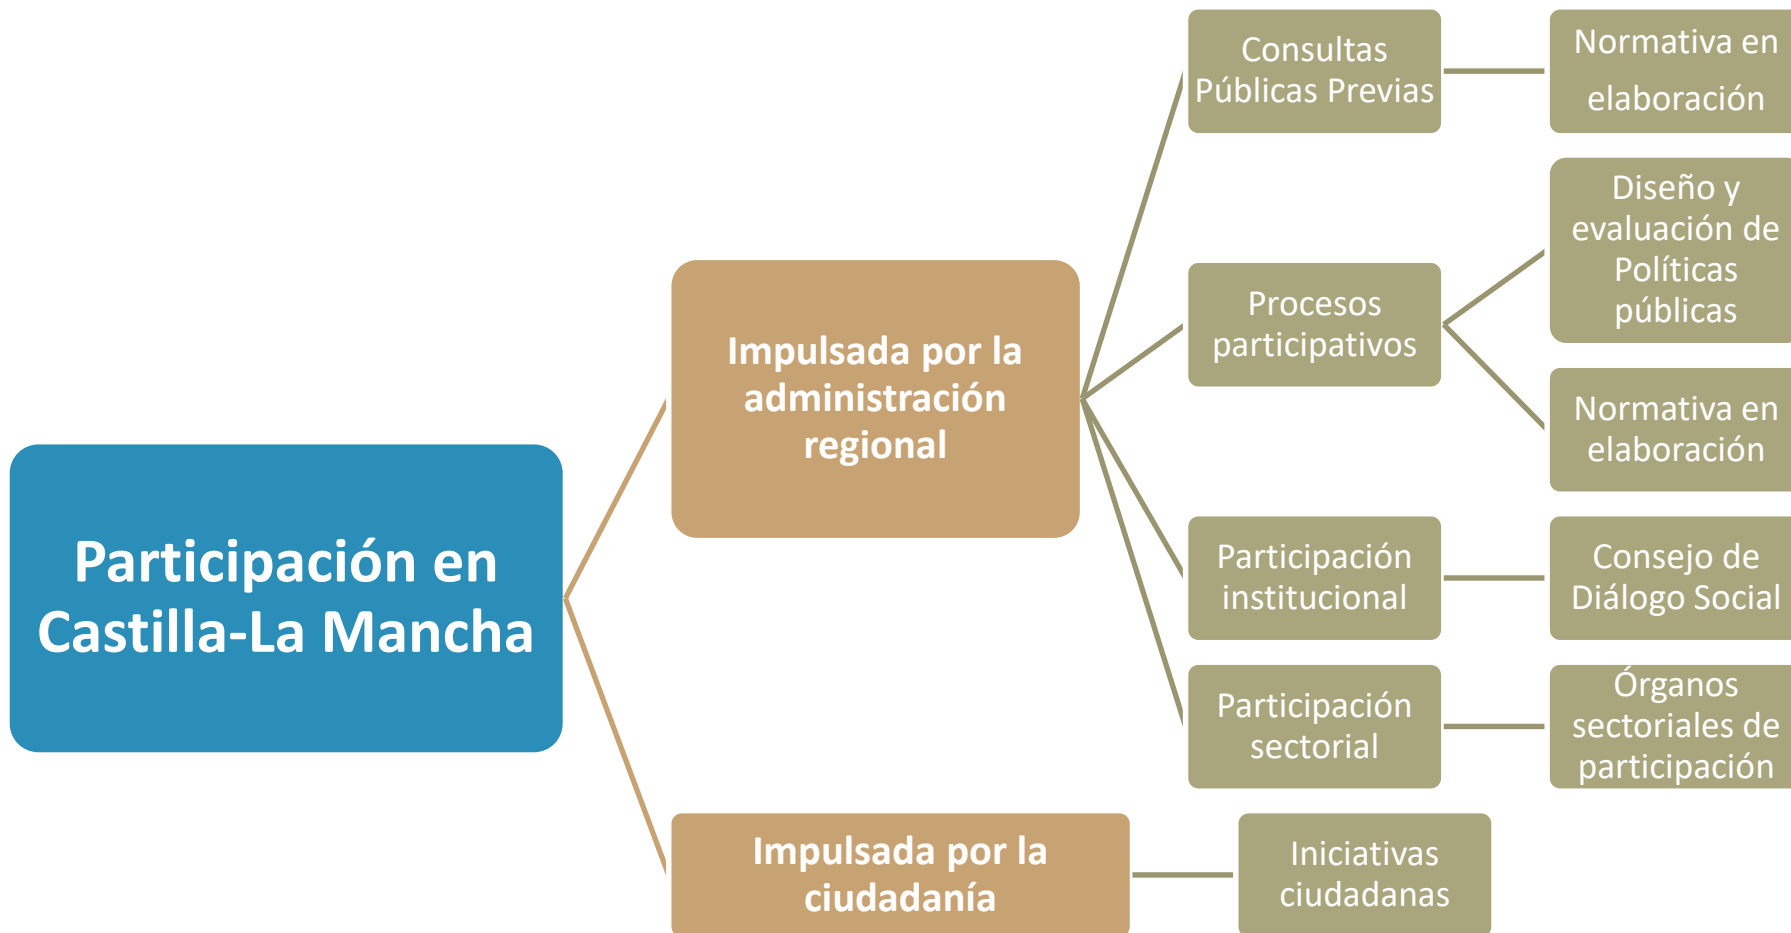 Participación en
Castilla-La Mancha
Impulsada por la
administración
regional
Consultas
Públicas Previas
Normativa en
elaboración
Procesos
participativos
Diseño y
evaluación de
Políticas
públicas
Normativa en
elaboración
Participación
institucional
Consejo de
Diálogo Social
Participación
sectorial
Órganos
sectoriales de
participación
Impulsada por la
ciudadanía
Iniciativas
ciudadanas